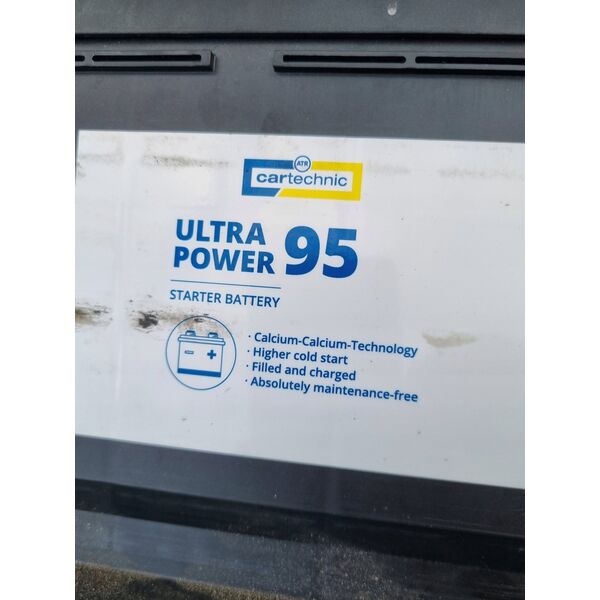 ATR
cartechnic
ULTRA
POWER 95
STARTER BATTERY
· Calcium-Calcium-Technology
· Higher cold start
· Filled and charged
· Absolutely maintenance-free